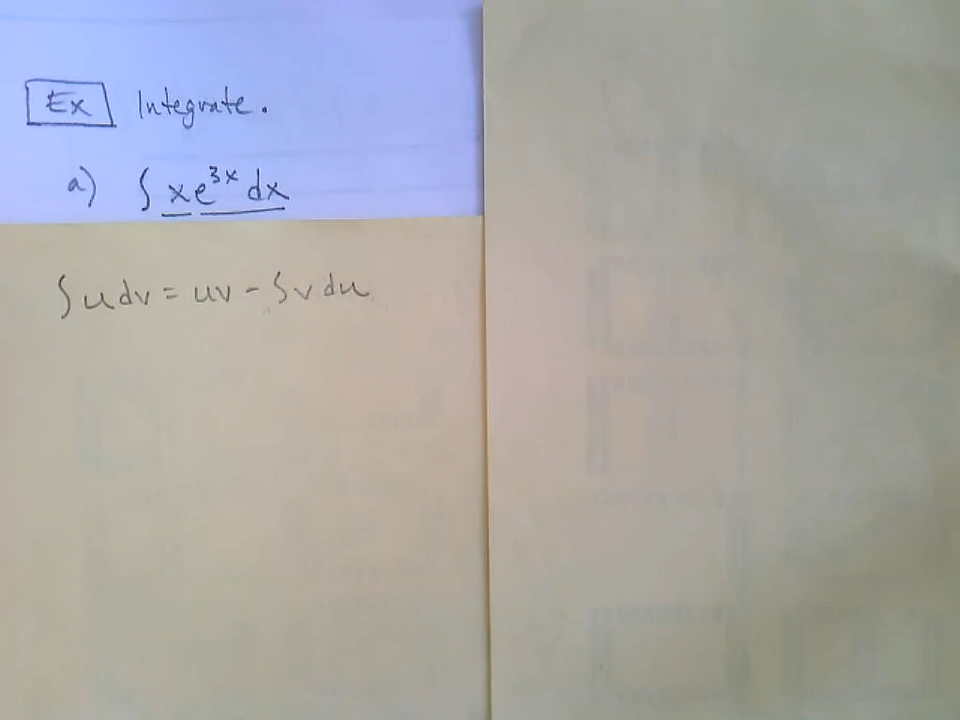 Ex Integrate.
a) ∫ xe^{3x} dx
∫ u dv = uv - ∫ v du